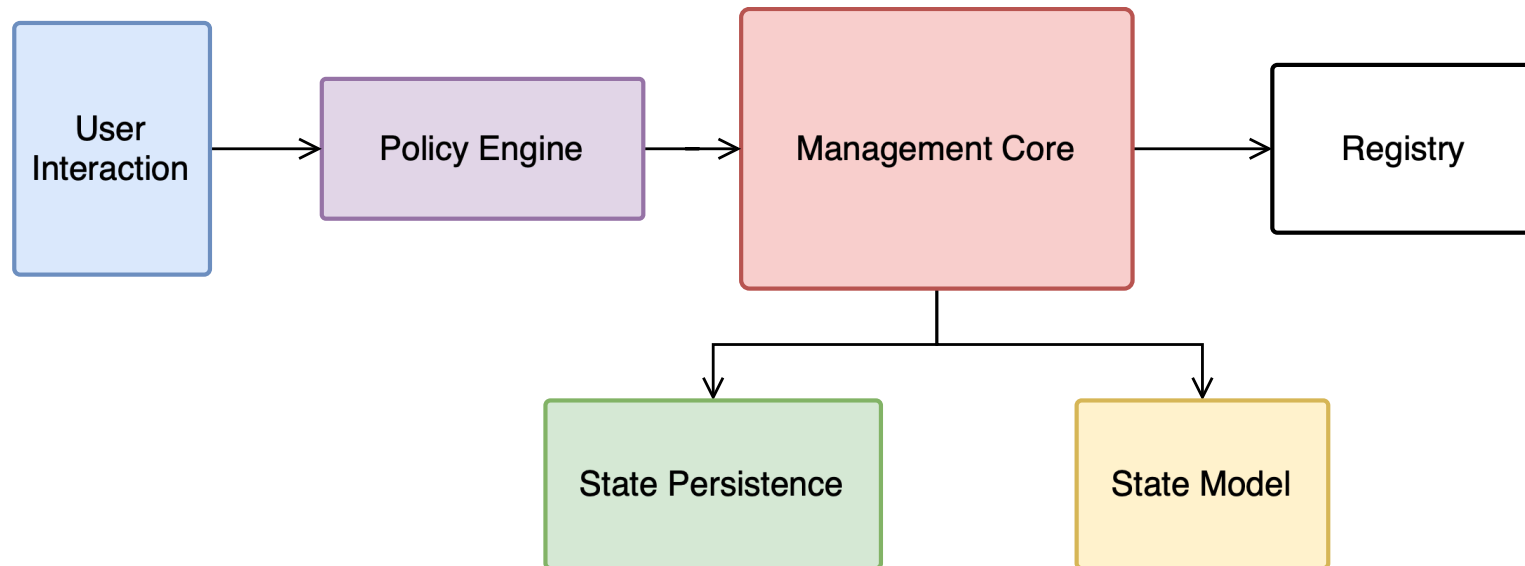 User
Interaction
Policy Engine
Management Core
Registry
State Persistence
State Model